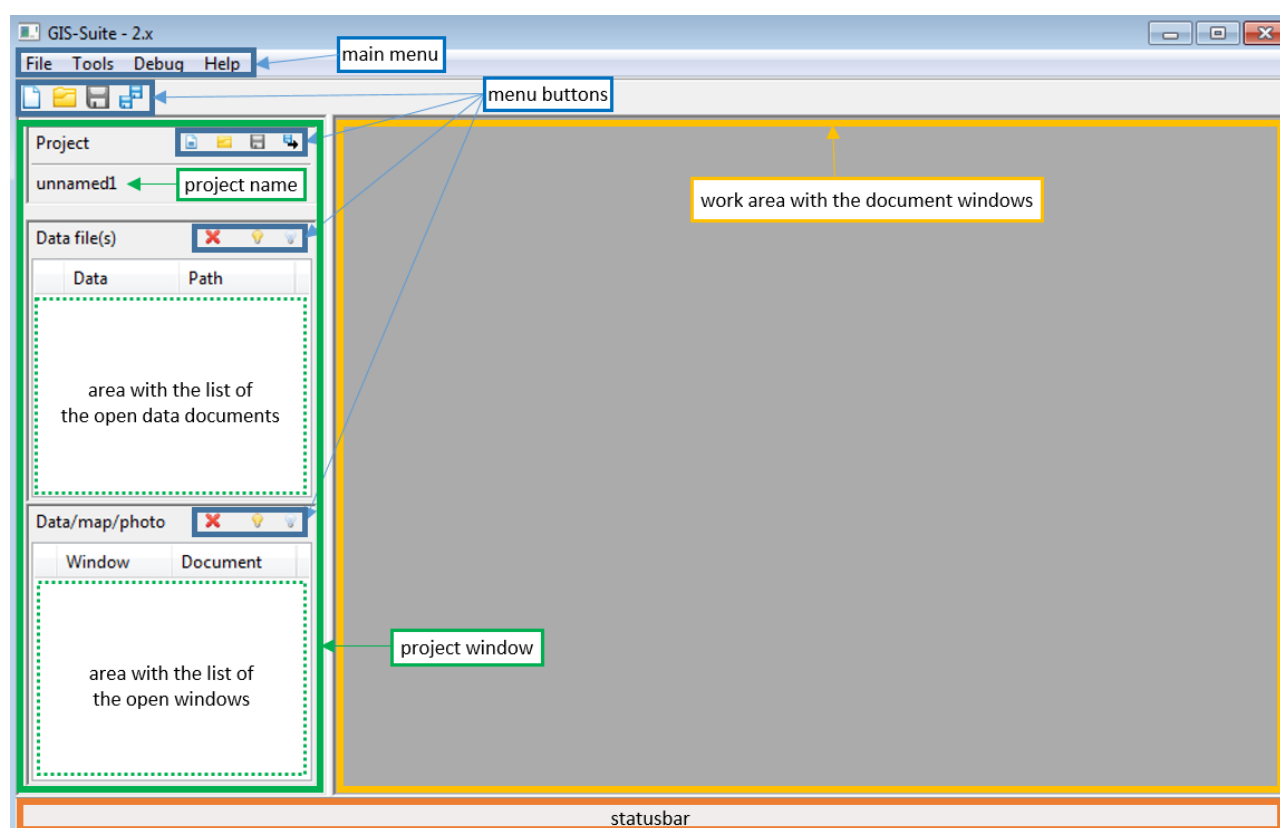 GIS-Suite - 2.x
File Tools Debug Help
main menu
menu buttons
Project
unnamed1
project name
work area with the document windows
Data file(s)
Data Path
area with the list of
the open data documents
Data/map/photo
Window Document
project window
area with the list of
the open windows
statusbar